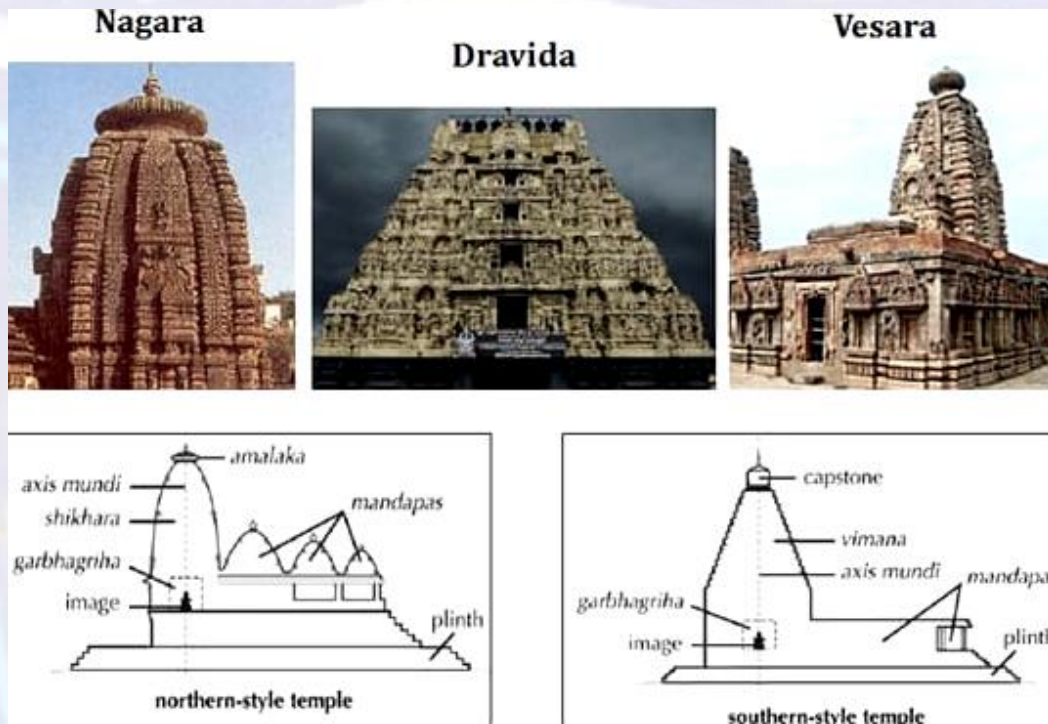 Nagara
Dravida
Vesara
amalaka
axis mundi
mandapas
shikhara
garbhagriha
image
plinth
northern-style temple
capstone
vimana
axis mundi
mandapa
garbhagriha
image
plinth
southern-style temple